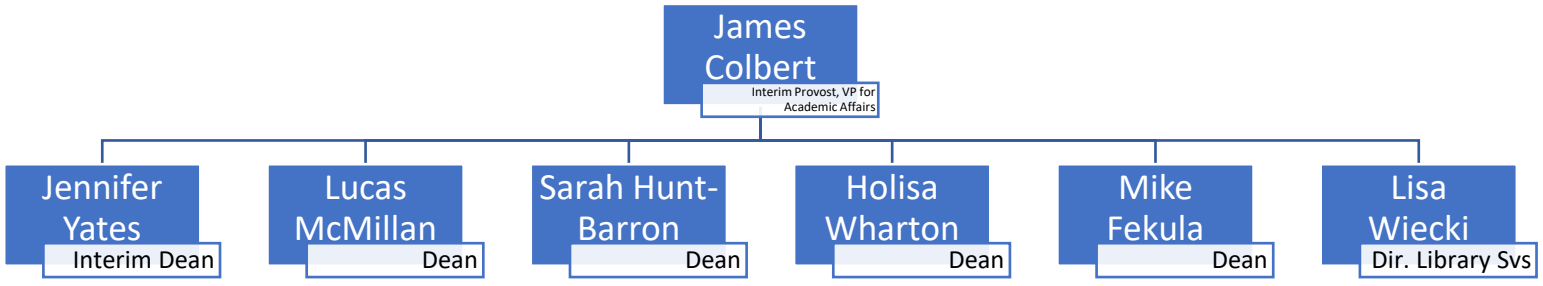 James
Colbert
Interim Provost, VP for
Academic Affairs
Jennifer
Yates
Interim Dean
Lucas
McMillan
Dean
Sarah Hunt-
Barron
Dean
Holisa
Wharton
Dean
Mike
Fekula
Dean
Lisa
Wiecki
Dir. Library Svs